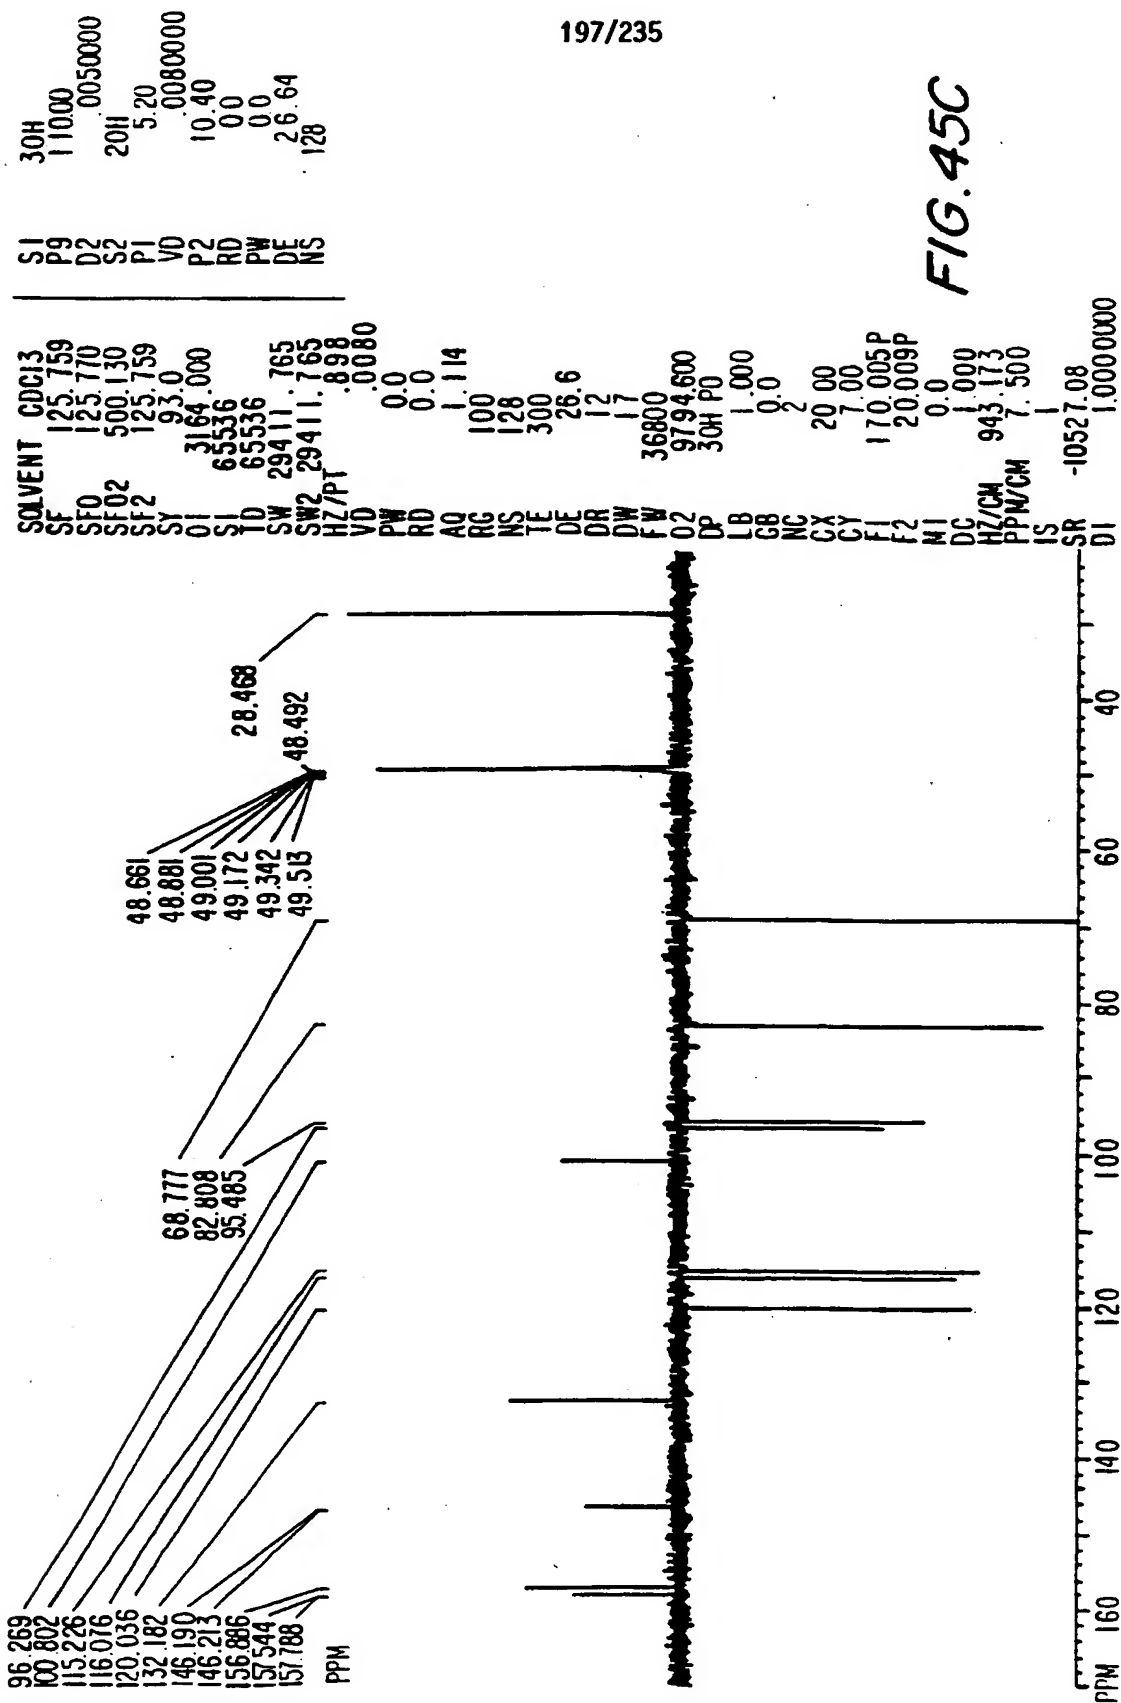 197/235
96.269
100.802
115.226
116.076
120.036
132.182
146.190
146.213
156.886
157.544
157.788
PPM
68.777
82.808
95.485
48.661
48.881
49.001
49.172
49.342
49.513
28.468
48.492
SOLVENT CDCl3
SF 125.759
SFO 125.770
SFO2 500.130
SF2 125.759
SY 93.0
O1 3164.000
SI 65536
TD 65536
SW 29411.765
SW2 29411.765
HZ/PT .898
VD .0080
PW 0.0
RD 0.0
AQ 1.114
RG 100
NS 128
TE 300
DE 26.6
DR 12
DW 17
FW 36800
O2 9794.600
DP 30H PO
LB 1.000
GB 0.0
NC 2
CX 20.00
CY 7.00
F1 170.005P
F2 20.009P
M1 0.0
DC 1.000
HZ/CM 943.173
PPM/CM 7.500
IS 1
SR -10527.08
DI 1.0000000
S1 30H
P9 110.00
D2 .0050000
S2 20H
P1 5.20
VD .0080000
P2 10.40
RD 0.0
PW 0.0
DE 26.64
NS 128
PPM 160 140 120 100 80 60 40
FIG. 45C